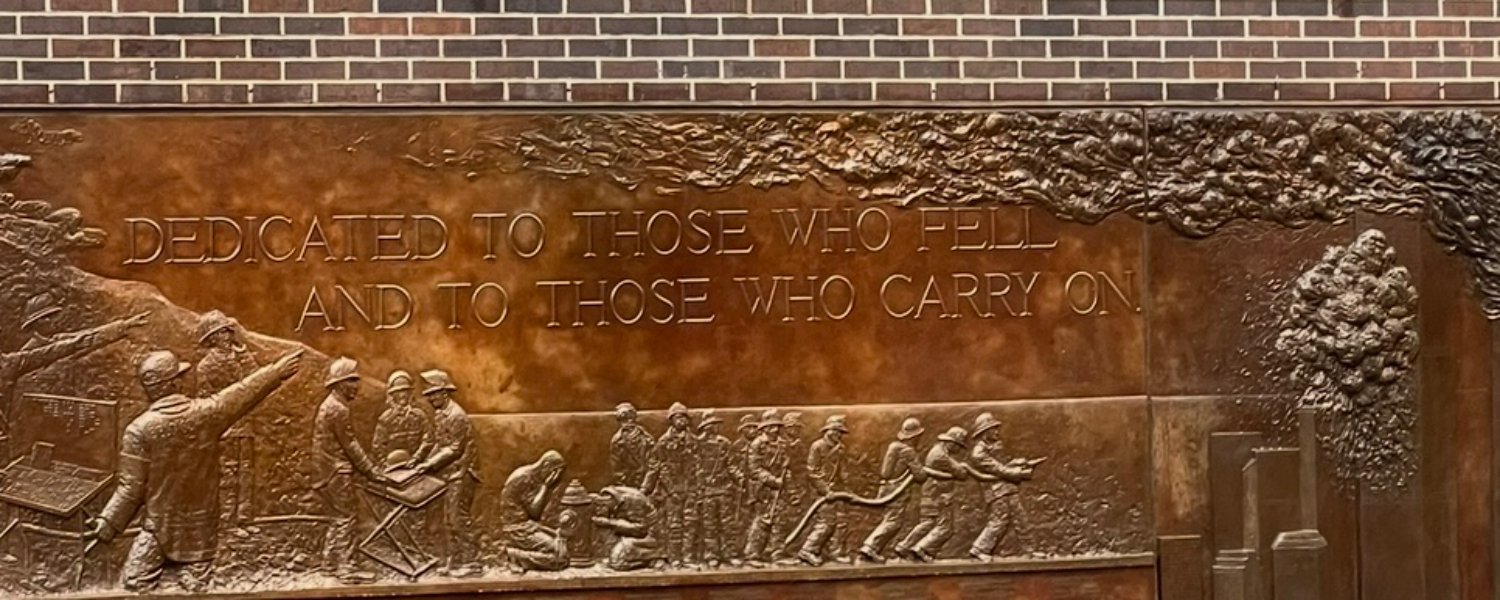 DEDICATED TO THOSE WHO FELL
AND TO THOSE WHO CARRY ON.